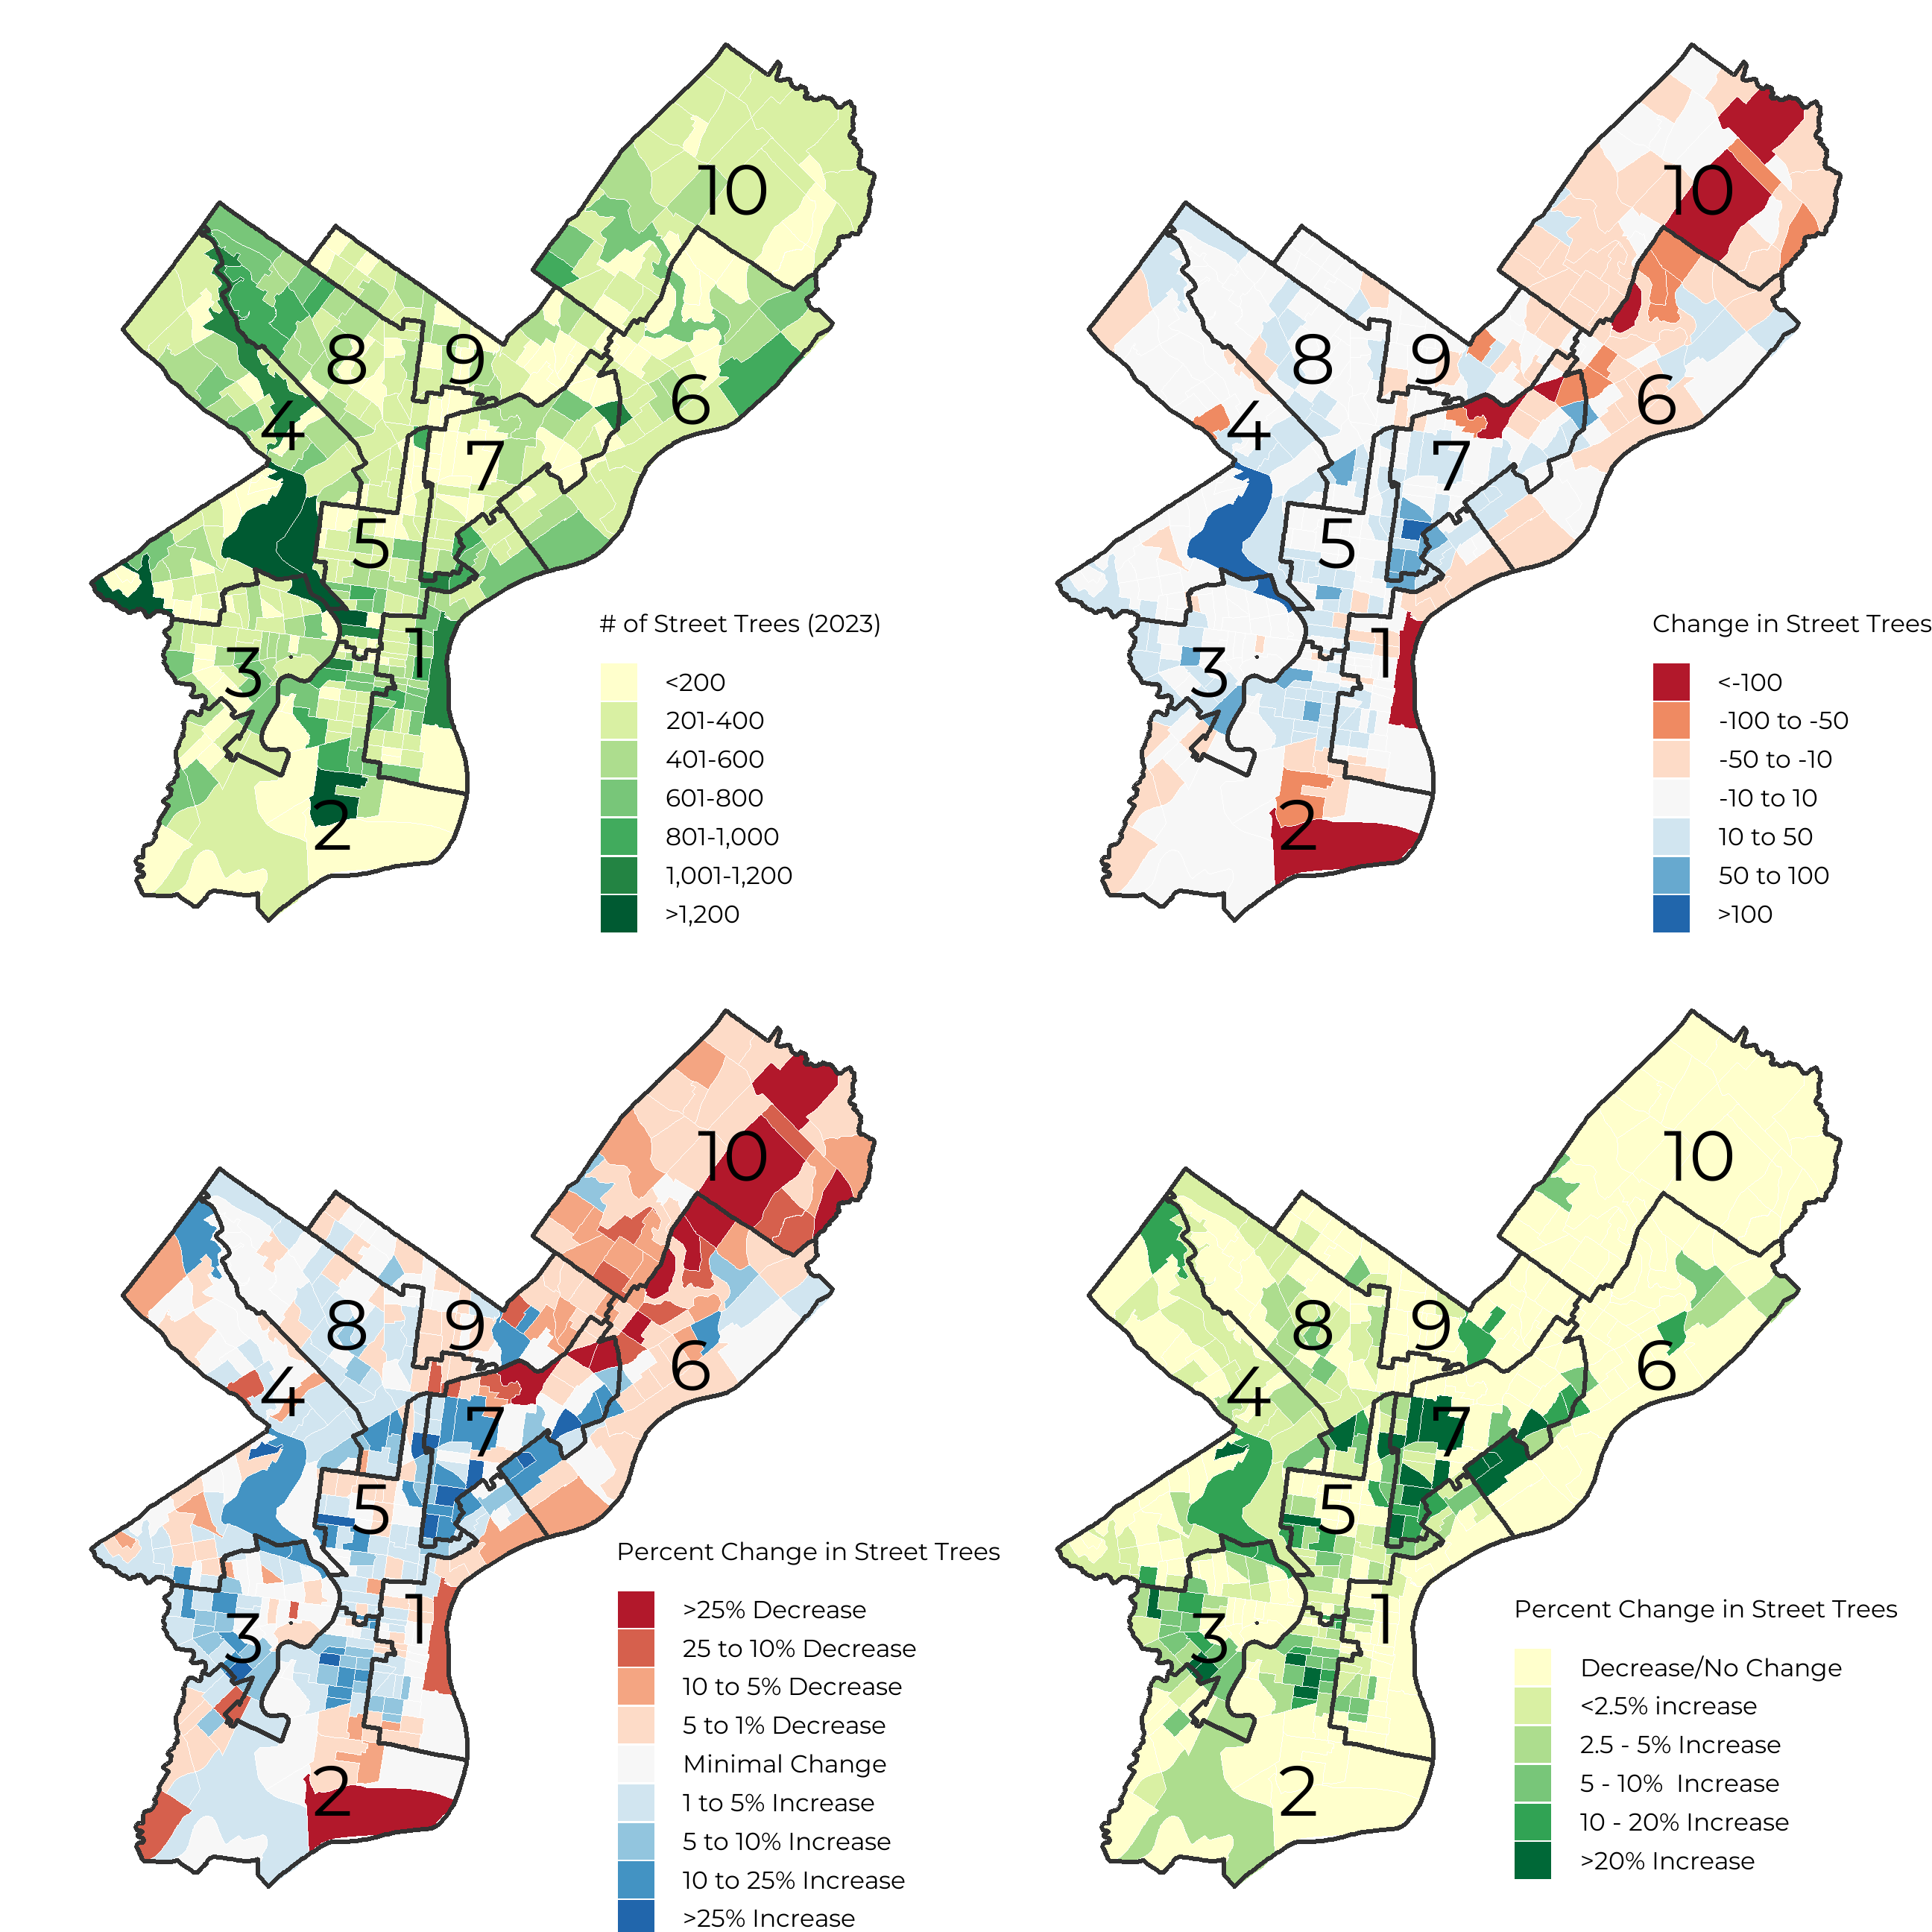 10
8
9
4
6
7
5
3
1
2
# of Street Trees (2023)
<200
201-400
401-600
601-800
801-1,000
1,001-1,200
>1,200
10
8
9
4
6
7
5
3
1
2
Change in Street Trees
<-100
-100 to -50
-50 to -10
-10 to 10
10 to 50
50 to 100
>100
10
8
9
4
6
7
5
3
1
2
Percent Change in Street Trees
>25% Decrease
25 to 10% Decrease
10 to 5% Decrease
5 to 1% Decrease
Minimal Change
1 to 5% Increase
5 to 10% Increase
10 to 25% Increase
>25% Increase
10
8
9
4
6
7
5
3
1
2
Percent Change in Street Trees
Decrease/No Change
<2.5% increase
2.5 - 5% Increase
5 - 10% Increase
10 - 20% Increase
>20% Increase